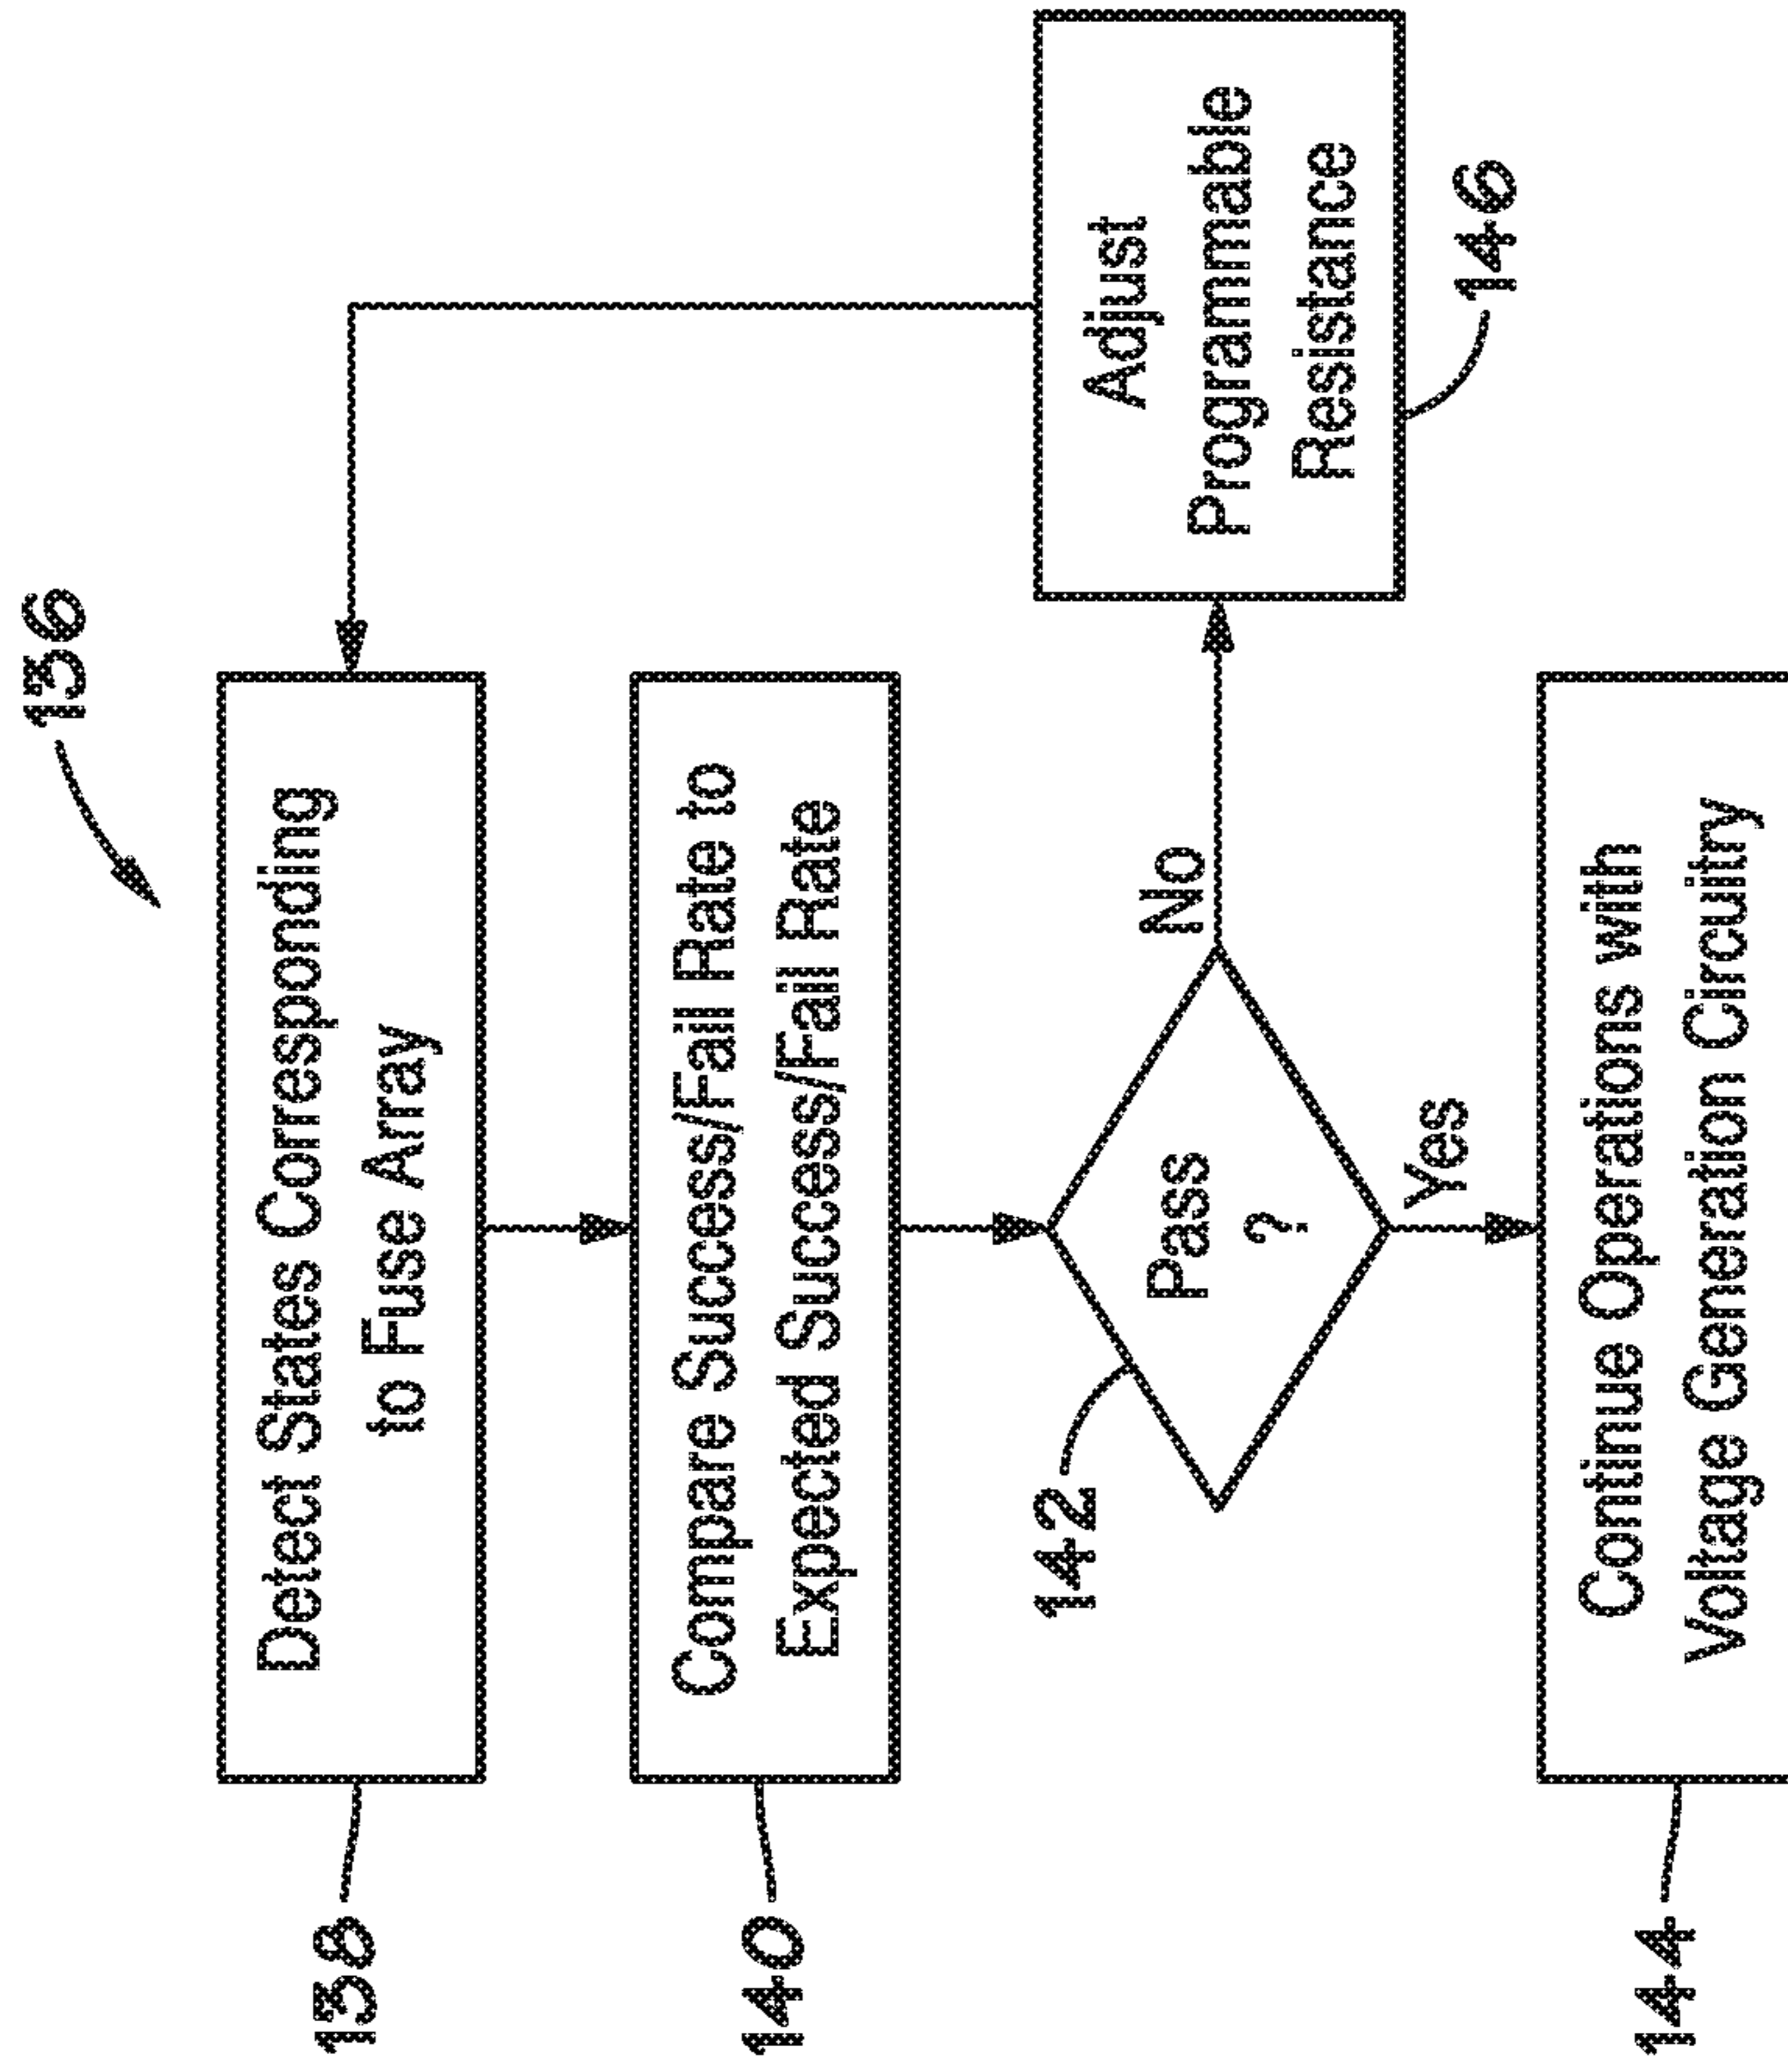 136
138
Detect States Corresponding
to Fuse Array
140
Compare Success/Fail Rate to
Expected Success/Fail Rate
142
Pass
?
No
Yes
Adjust
Programmable
Resistance
146
144
Continue Operations with
Voltage Generation Circuitry